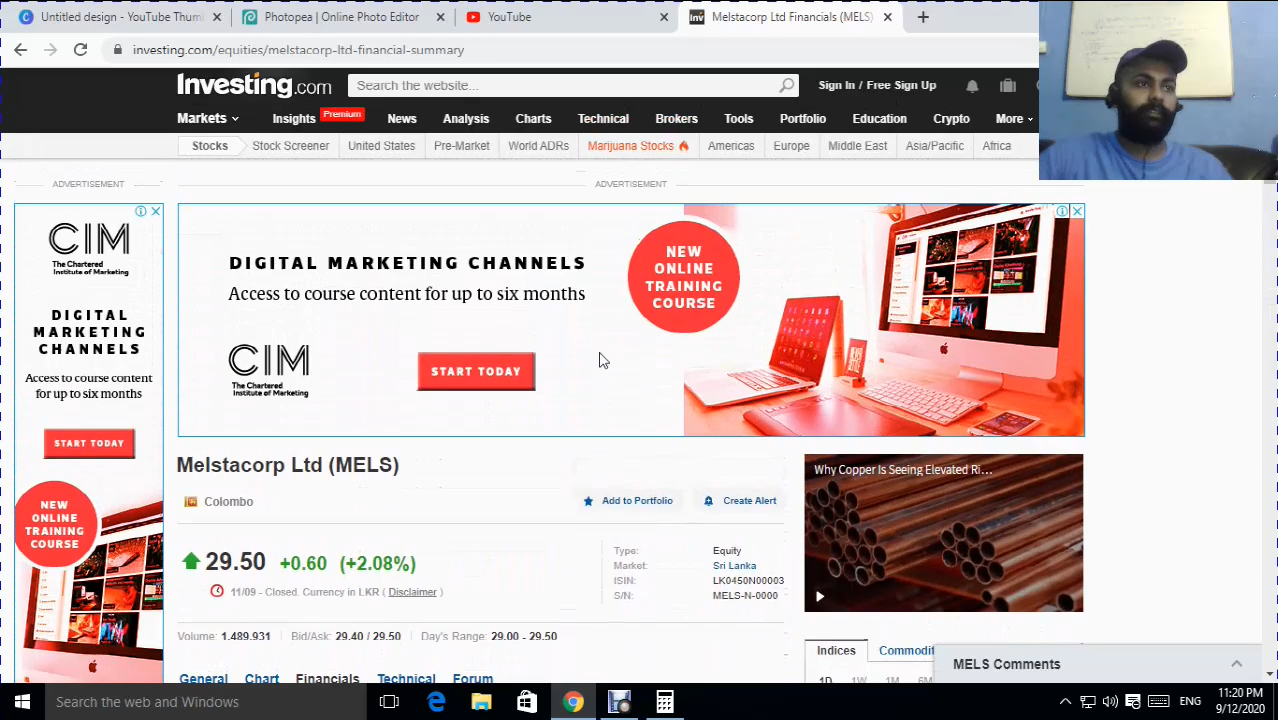 Untitled design - YouTube Thum
Photopea | Online Photo Editor
YouTube
Inv Melstacorp Ltd Financials (MELS)
investing.com/equities/melstacorp-ltd-financial-summary
Investing.com
Search the website...
Sign In / Free Sign Up
Markets
Insights
Premium
News
Analysis
Charts
Technical
Brokers
Tools
Portfolio
Education
Crypto
More
Stocks
Stock Screener
United States
Pre-Market
World ADRs
Marijuana Stocks
Americas
Europe
Middle East
Asia/Pacific
Africa
ADVERTISEMENT
ADVERTISEMENT
CIM
The Chartered
Institute of Marketing
DIGITAL
MARKETING
CHANNELS
Access to course content
for up to six months
START TODAY
NEW
ONLINE
TRAINING
COURSE
DIGITAL MARKETING CHANNELS
Access to course content for up to six months
CIM
The Chartered
Institute of Marketing
START TODAY
NEW
ONLINE
TRAINING
COURSE
Melstacorp Ltd (MELS)
Colombo
Add to Portfolio
Create Alert
29.50 +0.60 (+2.08%)
11/09 - Closed. Currency in LKR ( Disclaimer )
Type: Equity
Market: Sri Lanka
ISIN: LK0450N00003
S/N: MELS-N-0000
Volume: 1,489,931
Bid/Ask: 29.40 / 29.50
Day's Range: 29.00 - 29.50
General
Chart
Financials
Technical
Forum
Why Copper Is Seeing Elevated Ri...
Indices
Commodit
1D
1W
1M
6M
MELS Comments
Search the web and Windows
ENG
11:20 PM
9/12/2020